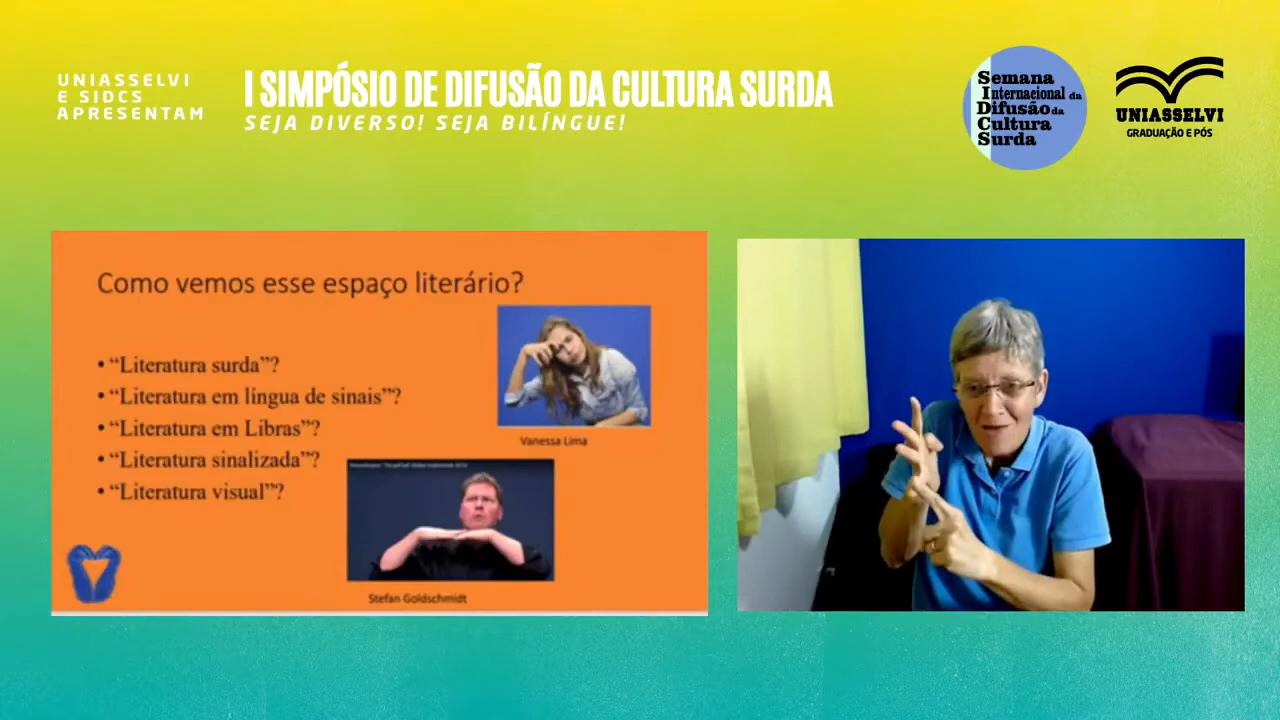 UNIASSELVI
E SIDCS
APRESENTAM
I SIMPÓSIO DE DIFUSÃO DA CULTURA SURDA
SEJA DIVERSO! SEJA BILÍNGUE!
Semana
Internacional da
Difusão da
Cultura
Surda
UNIASSELVI
GRADUAÇÃO E PÓS
Como vemos esse espaço literário?
• “Literatura surda”?
• “Literatura em língua de sinais”?
• “Literatura em Libras”?
• “Literatura sinalizada”?
• “Literatura visual”?
Vanessa Lima
Stefan Goldschmidt